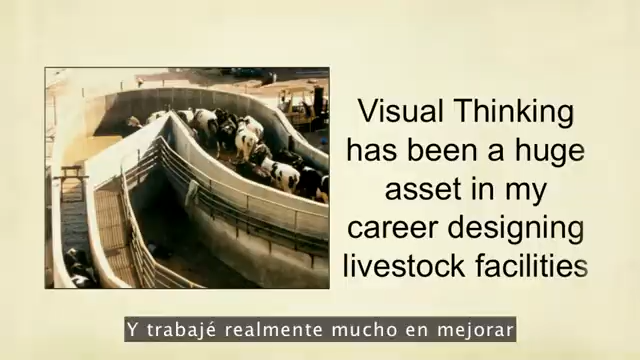 Visual Thinking
has been a huge
asset in my
career designing
livestock facilities
Y trabajé realmente mucho en mejorar